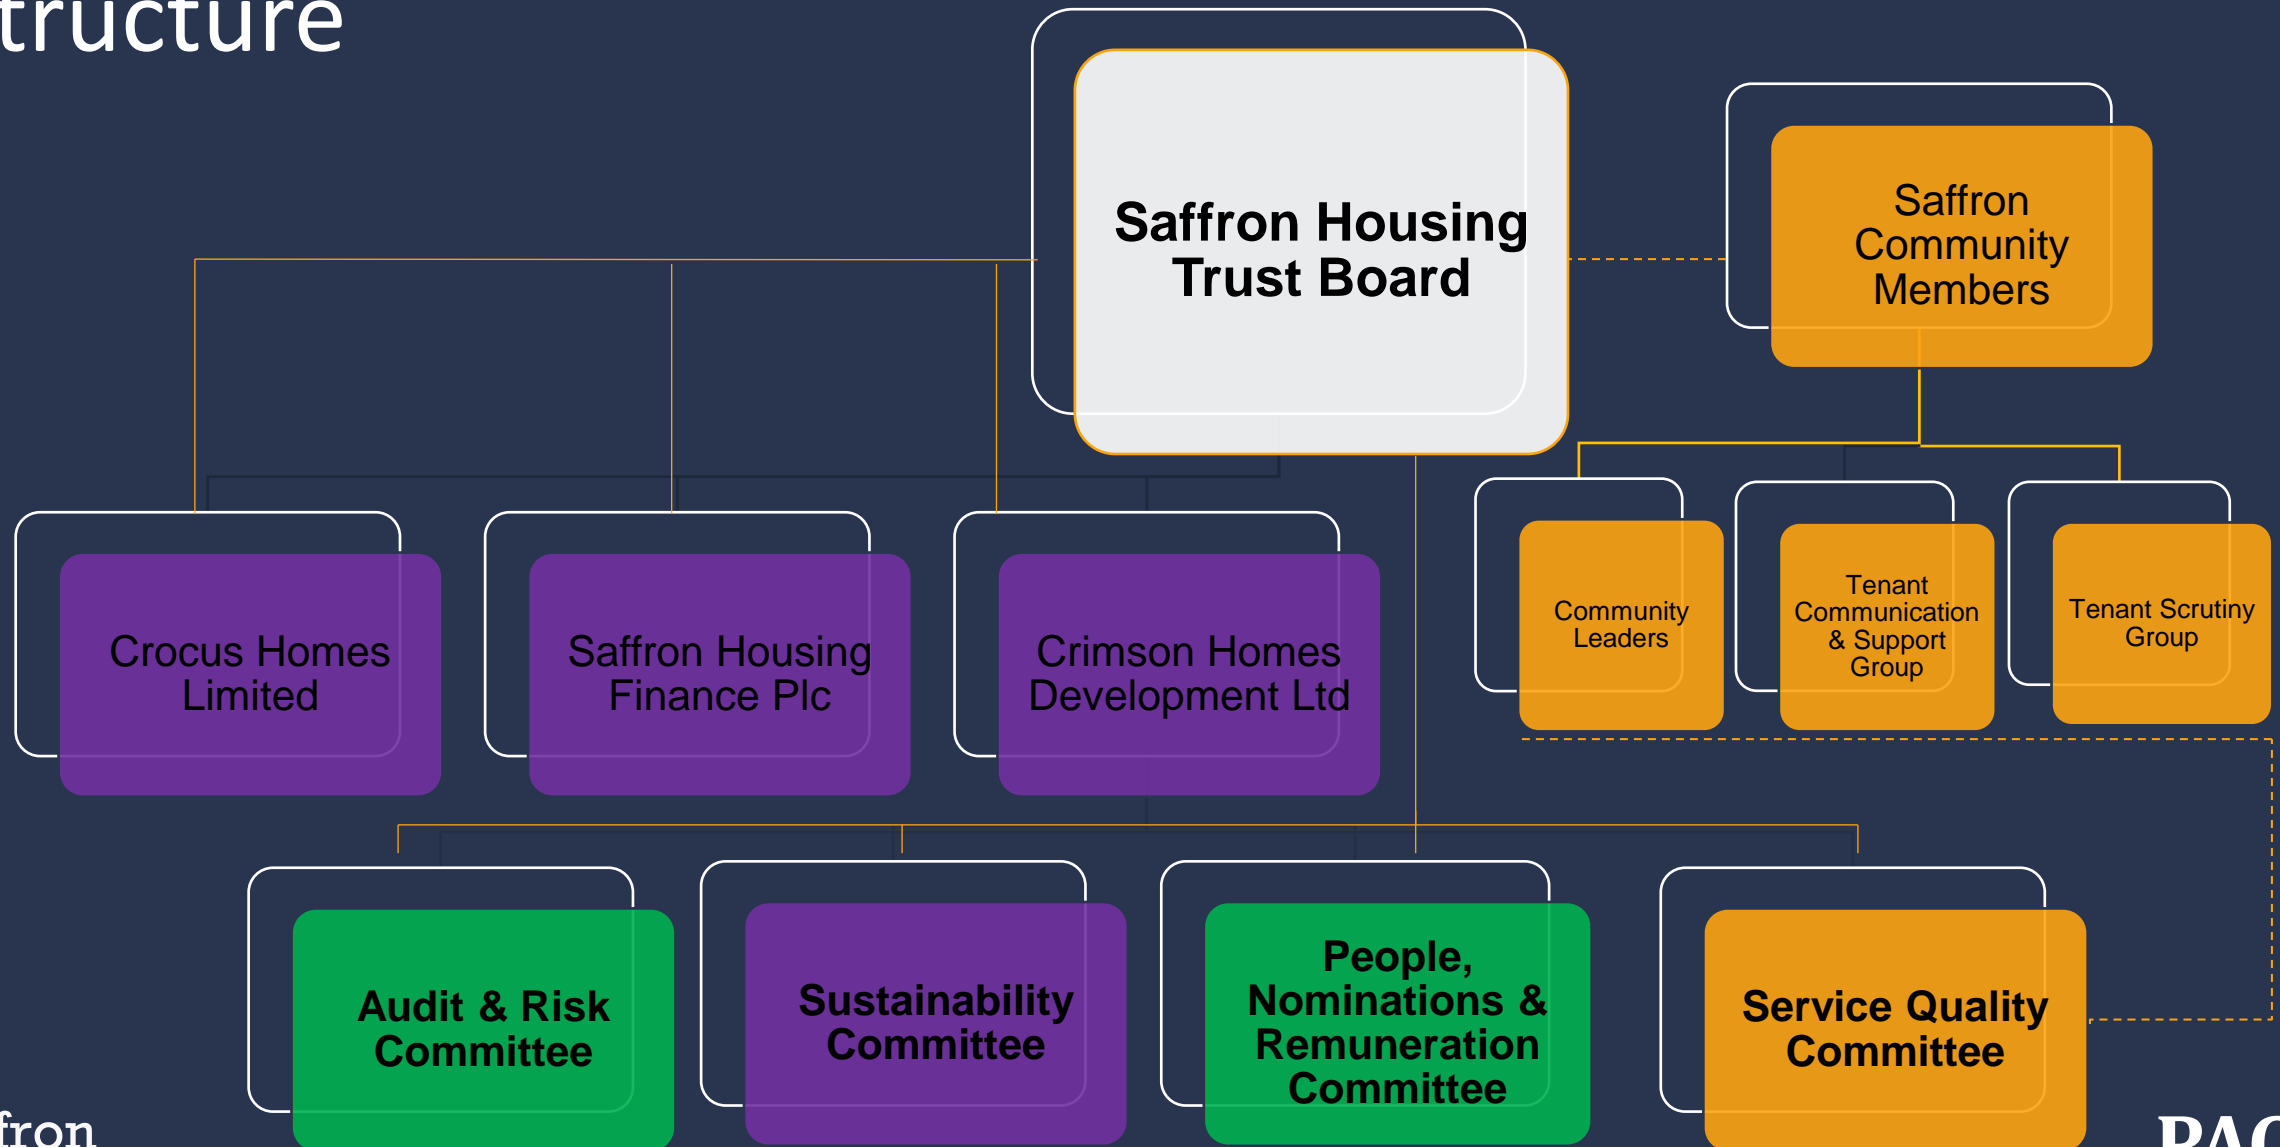 tructure
Saffron Housing
Trust Board
Saffron
Community
Members
Crocus Homes
Limited
Saffron Housing
Finance Plc
Crimson Homes
Development Ltd
Community
Leaders
Tenant
Communication
& Support
Group
Tenant Scrutiny
Group
Audit & Risk
Committee
Sustainability
Committee
People,
Nominations &
Remuneration
Committee
Service Quality
Committee
ffron